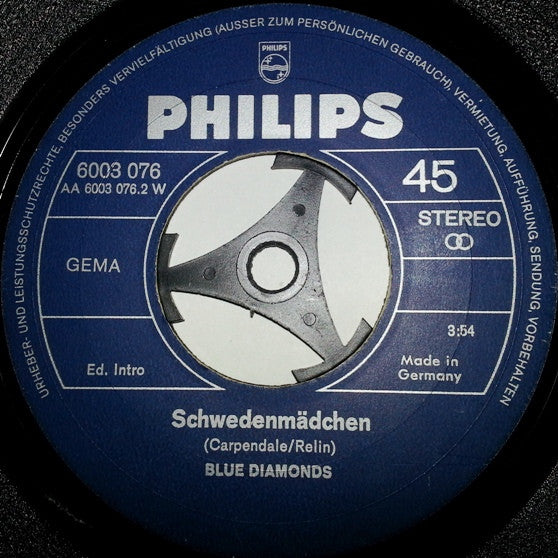 URHEBER- UND LEISTUNGSSCHUTZRECHTE, BESONDERS VERVIELFÄLTIGUNG (AUSSER ZUM PERSÖNLICHEN GEBRAUCH), VERMIETUNG, AUFFÜHRUNG, SENDUNG, VORBEHALTEN
PHILIPS
PHILIPS
6003 076
AA 6003 076.2 W
45
STEREO
GEMA
3:54
Ed. Intro
Made in
Germany
Schwedenmädchen
(Carpendale/Relin)
BLUE DIAMONDS